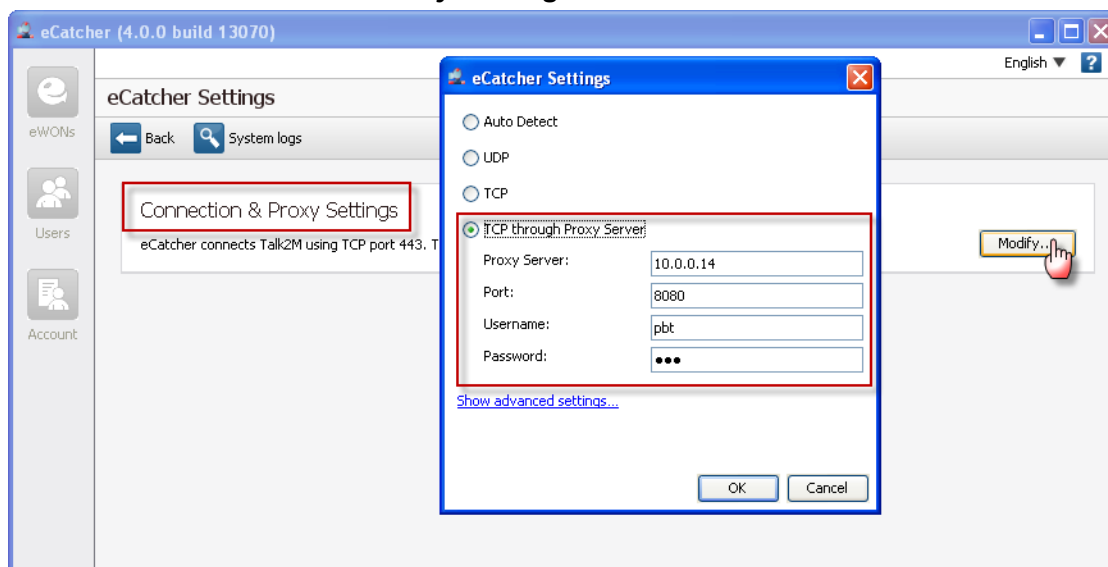 eCatcher (4.0.0 build 13070)
English ▼ ?
eCatcher Settings
Back System logs
eWONs
Users
Account
Connection & Proxy Settings
eCatcher connects Talk2M using TCP port 443. T
Modify...
eCatcher Settings
Auto Detect
UDP
TCP
TCP through Proxy Server
Proxy Server: 10.0.0.14
Port: 8080
Username: pbt
Password: •••
Show advanced settings...
OK Cancel